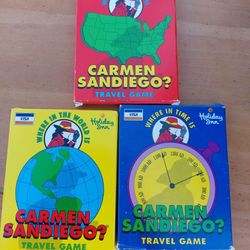 CARMEN
SANDIEGO?
TRAVEL GAME
WHERE IN THE WORLD IS
VISA
Holiday
Inn
CARMEN
SANDIEGO?
TRAVEL GAME
WHERE IN TIME IS
VISA
Holiday
Inn
CARMEN
SANDIEGO?
TRAVEL GAME